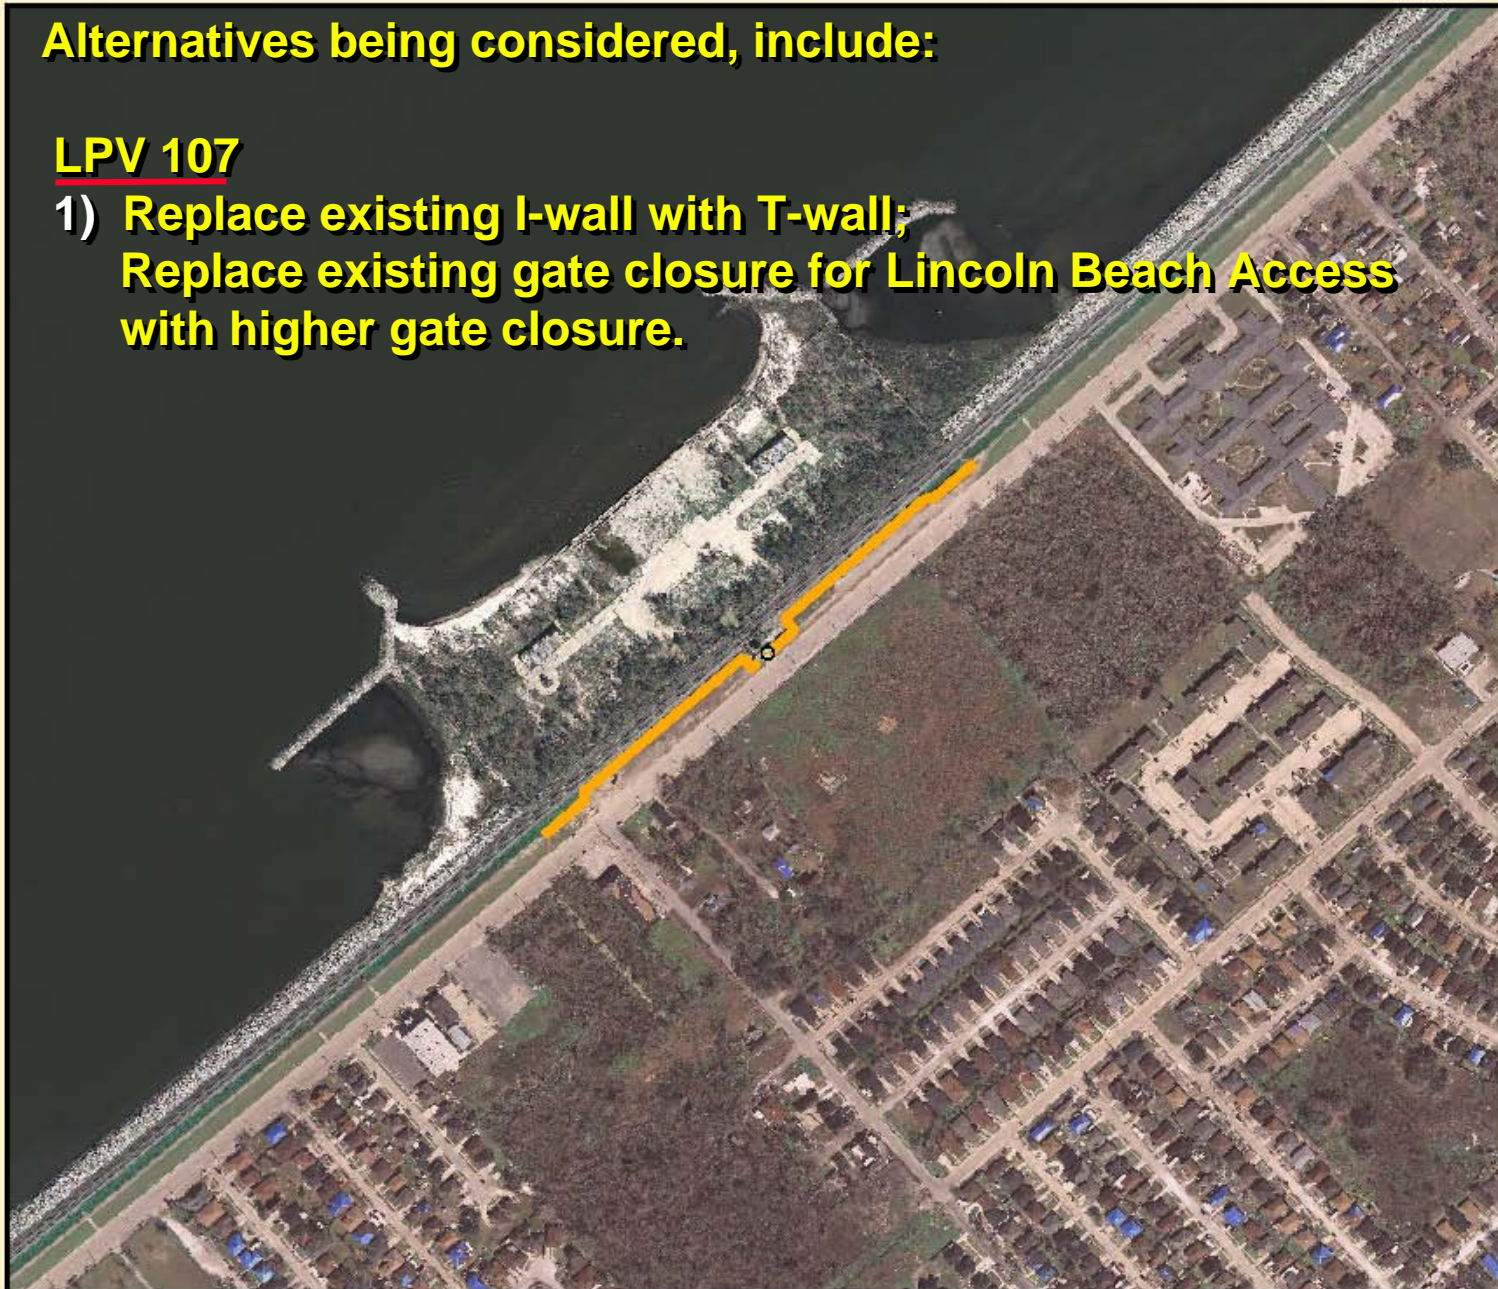 Alternatives being considered, include:
LPV 107
1) Replace existing I-wall with T-wall;
Replace existing gate closure for Lincoln Beach Access
with higher gate closure.